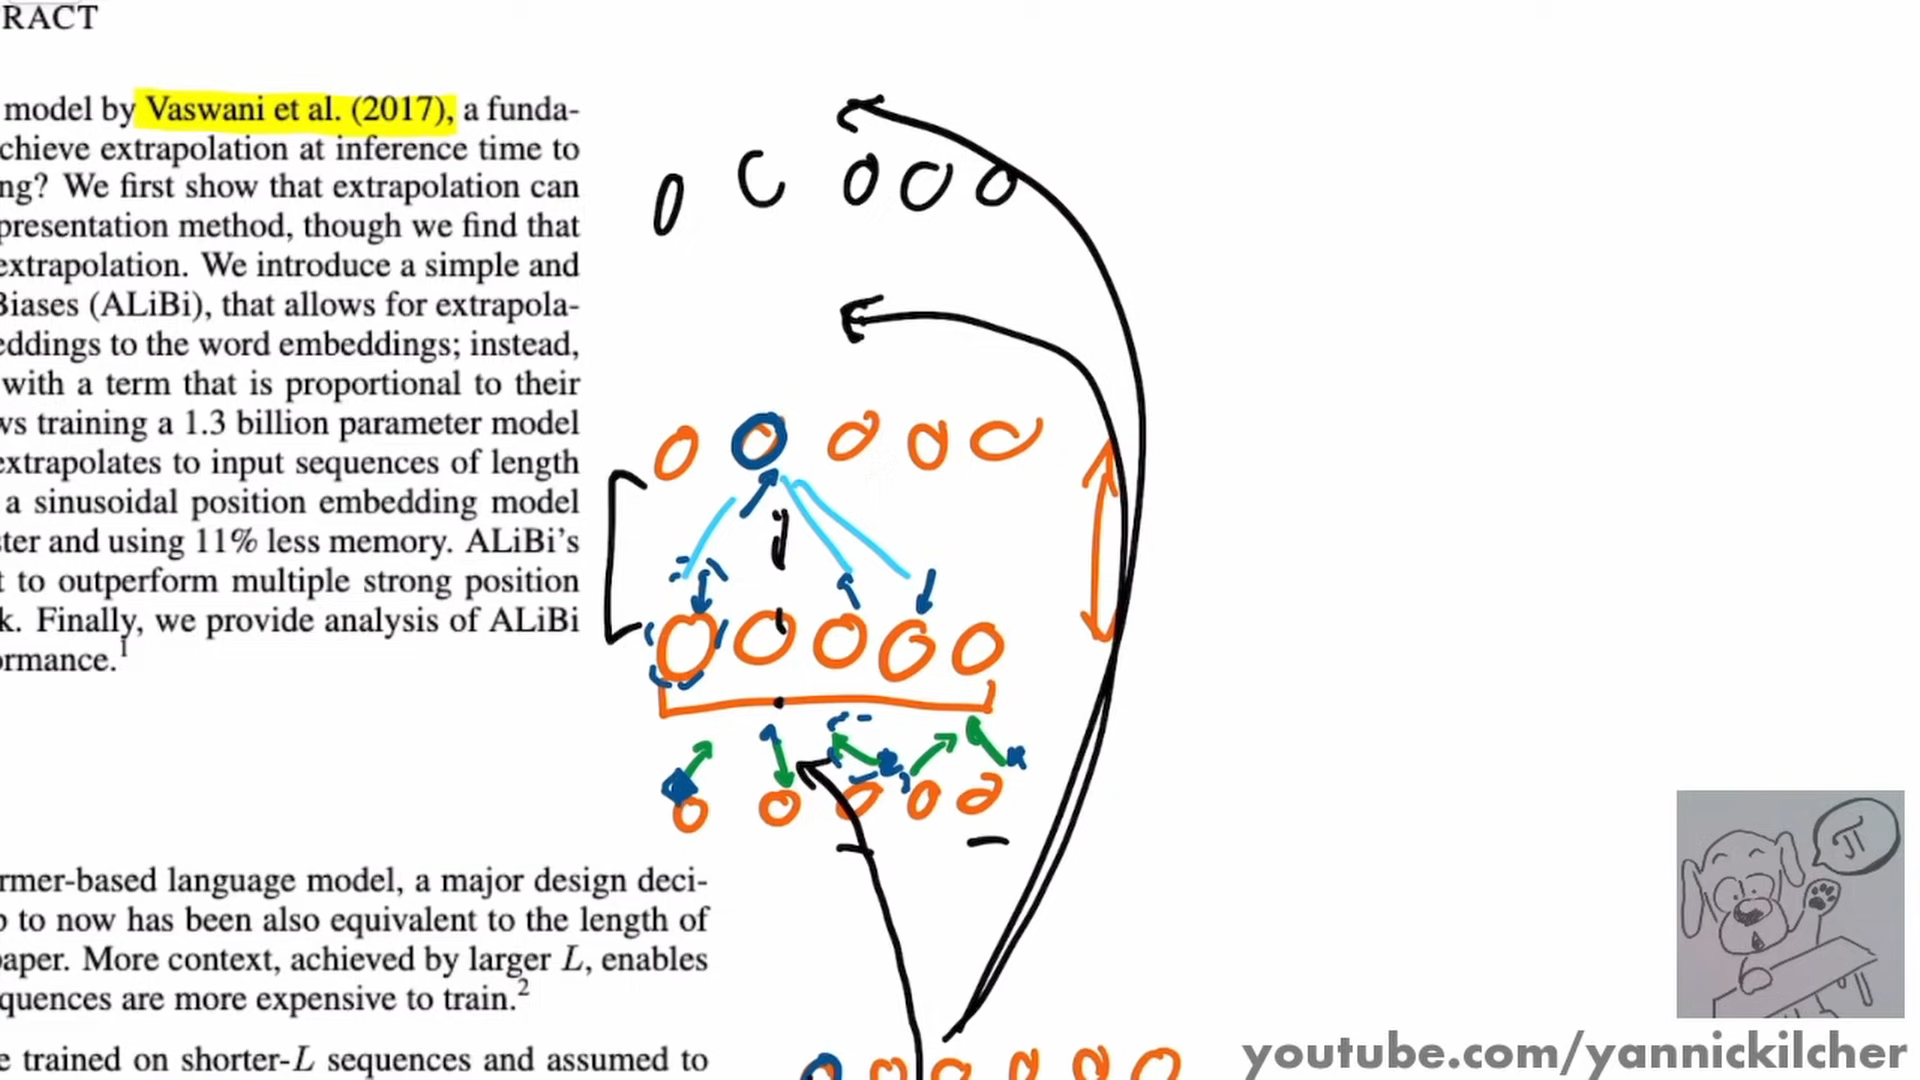 RACT
model by Vaswani et al. (2017), a funda-
chieve extrapolation at inference time to
ng? We first show that extrapolation can
presentation method, though we find that
extrapolation. We introduce a simple and
Biases (ALiBi), that allows for extrapola-
eddings to the word embeddings; instead,
with a term that is proportional to their
ws training a 1.3 billion parameter model
extrapolates to input sequences of length
a sinusoidal position embedding model
ster and using 11% less memory. ALiBi's
t to outperform multiple strong position
k. Finally, we provide analysis of ALiBi
ormance.1
rmer-based language model, a major design deci-
p to now has been also equivalent to the length of
paper. More context, achieved by larger L, enables
quences are more expensive to train.2
e trained on shorter-L sequences and assumed to
π
youtube.com/yannickilcher